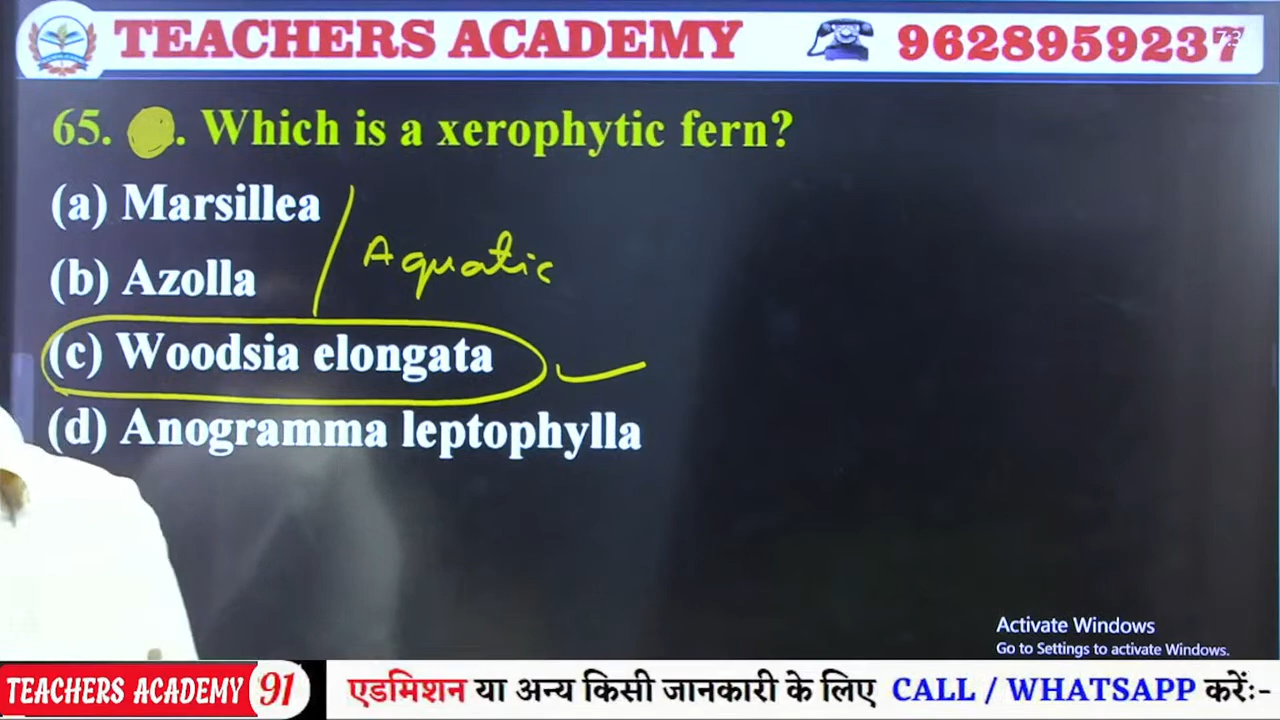 TEACHERS ACADEMY 9628959237
65. . Which is a xerophytic fern?
(a) Marsillea
Aquatic
(b) Azolla
(c) Woodsia elongata
(d) Anogramma leptophylla
Activate Windows
Go to Settings to activate Windows.
TEACHERS ACADEMY 91 एडमिशन या अन्य किसी जानकारी के लिए CALL / WHATSAPP करेंः-